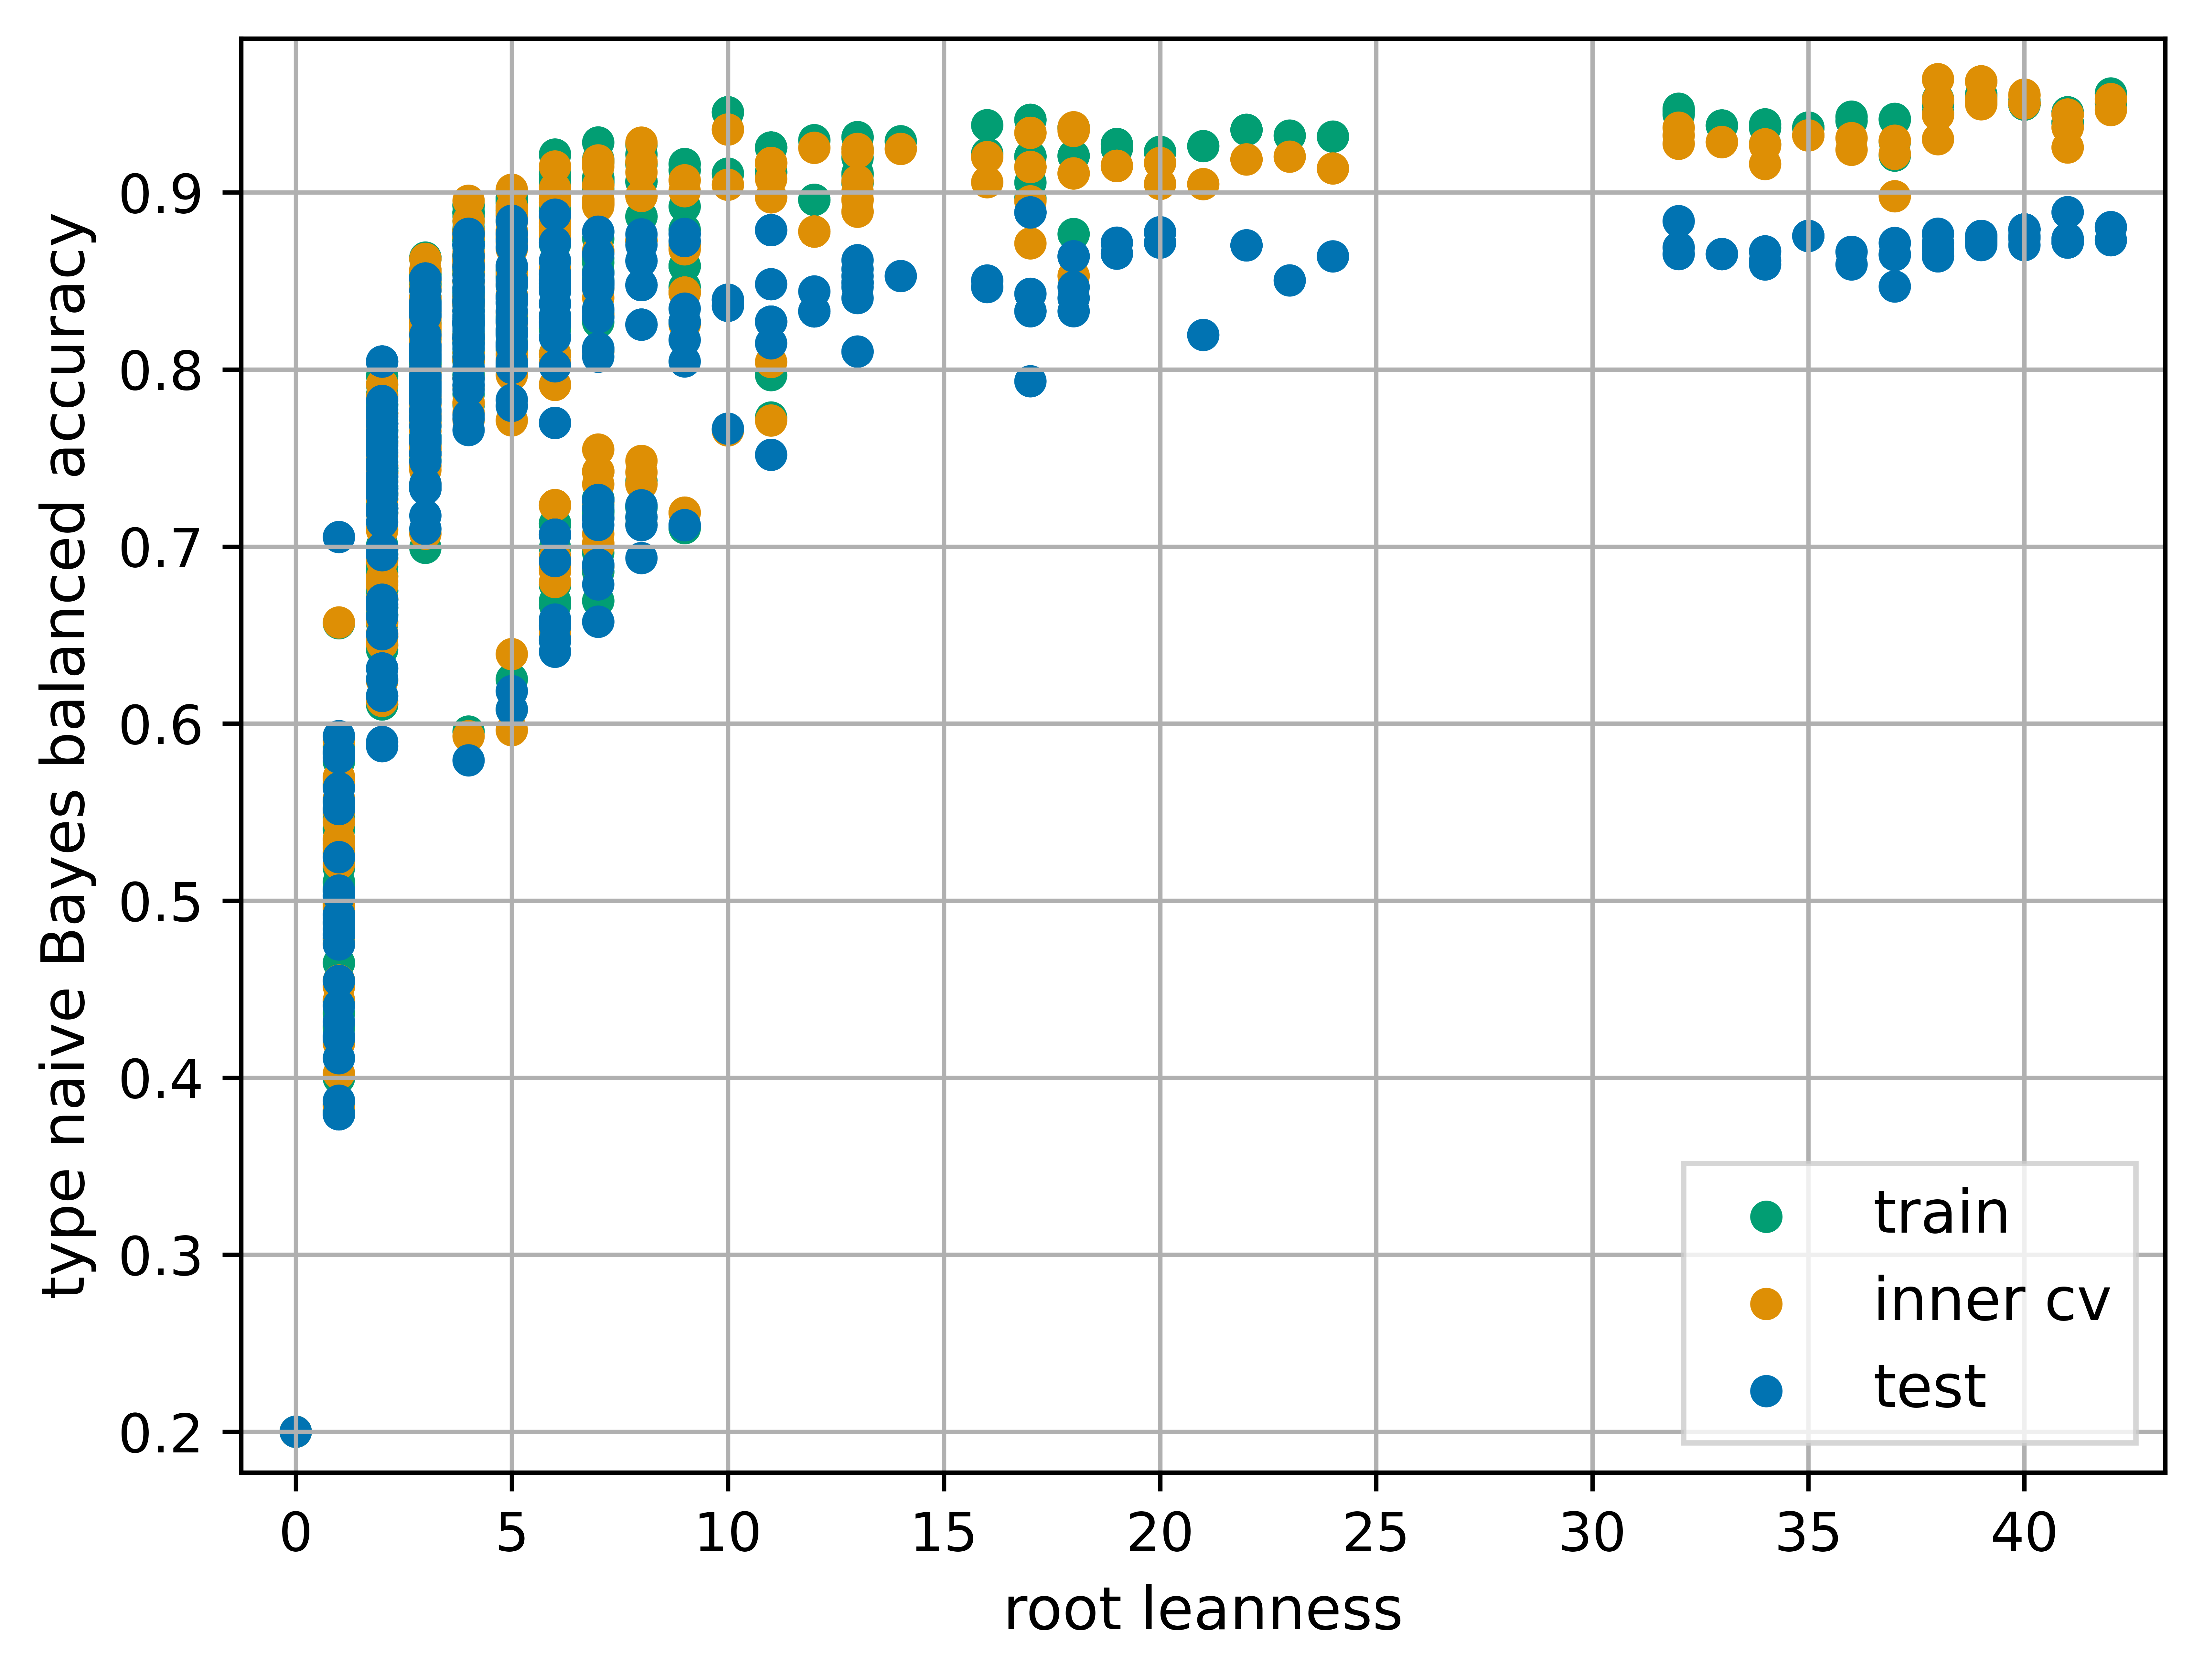 type naive Bayes balanced accuracy
0.9
0.8
0.7
0.6
0.5
0.4
0.3
0.2
0 5 10 15 20 25 30 35 40
root leanness
train
inner cv
test